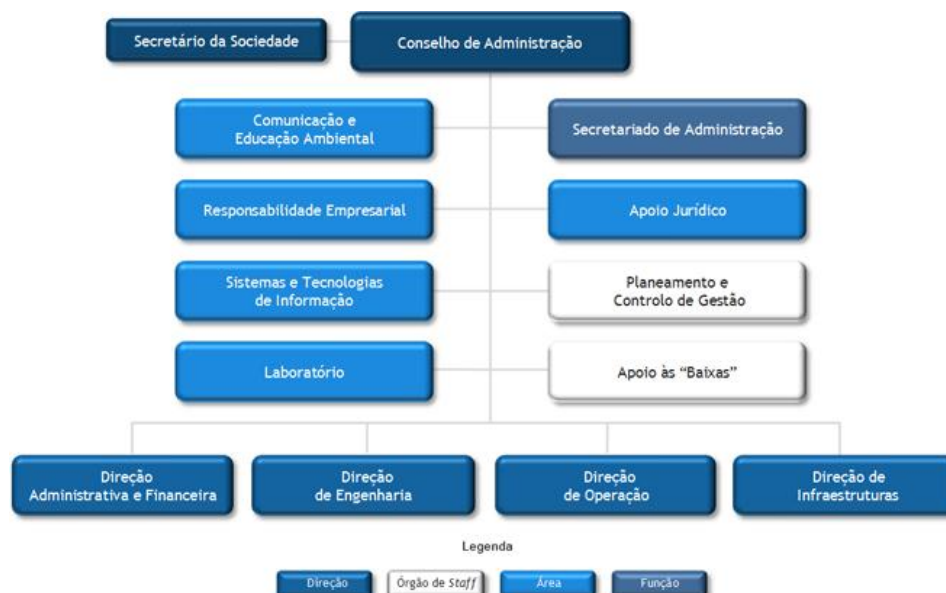 Secretário da Sociedade
Conselho de Administração
Comunicação e
Educação Ambiental
Secretariado de Administração
Responsabilidade Empresarial
Apoio Jurídico
Sistemas e Tecnologias
de Informação
Planeamento e
Controlo de Gestão
Laboratório
Apoio às “Baixas”
Direção
Administrativa e Financeira
Direção
de Engenharia
Direção
de Operação
Direção de
Infraestruturas
Legenda
Direção
Órgão de Staff
Área
Função